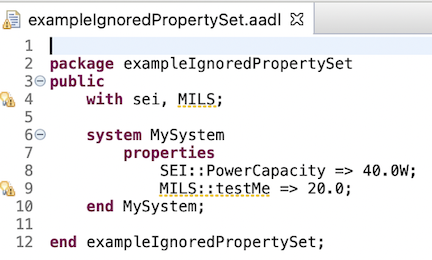 exampleIgnoredPropertySet.aadl
1
2 package exampleIgnoredPropertySet
3 public
4 with sei, MILS;
5
6 system MySystem
7 properties
8 SEI::PowerCapacity => 40.0W;
9 MILS::testMe => 20.0;
10 end MySystem;
11
12 end exampleIgnoredPropertySet;